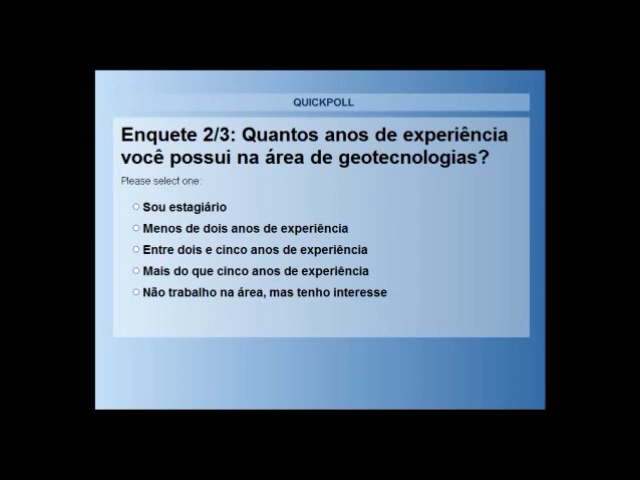 QUICKPOLL
Enquete 2/3: Quantos anos de experiência
você possui na área de geotecnologias?
Please select one:
Sou estagiário
Menos de dois anos de experiência
Entre dois e cinco anos de experiência
Mais do que cinco anos de experiência
Não trabalho na área, mas tenho interesse